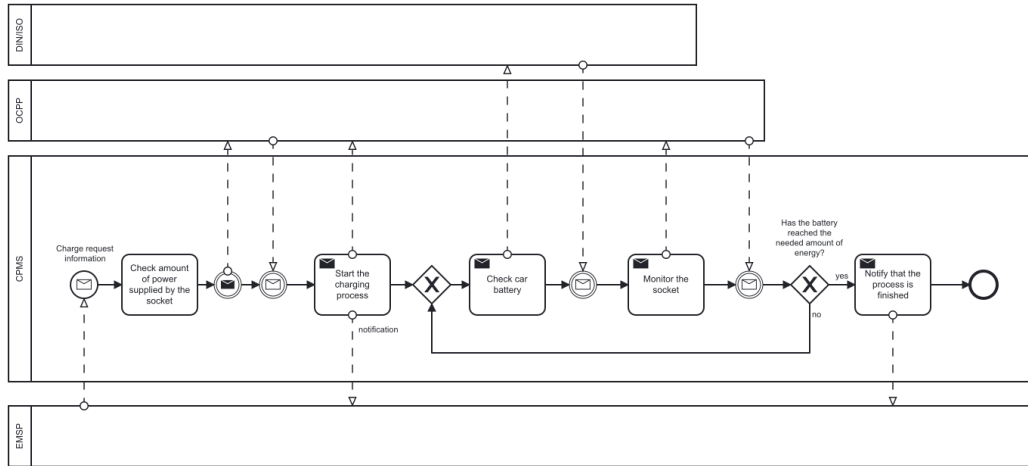 DIN/ISO
OCPP
CPMS
Charge request
information
Check amount
of power
supplied by the
socket
Start the
charging
process
notification
Check car
battery
Monitor the
socket
Has the battery
reached the
needed amount of
energy?
yes
no
Notify that the
process is
finished
EMSP